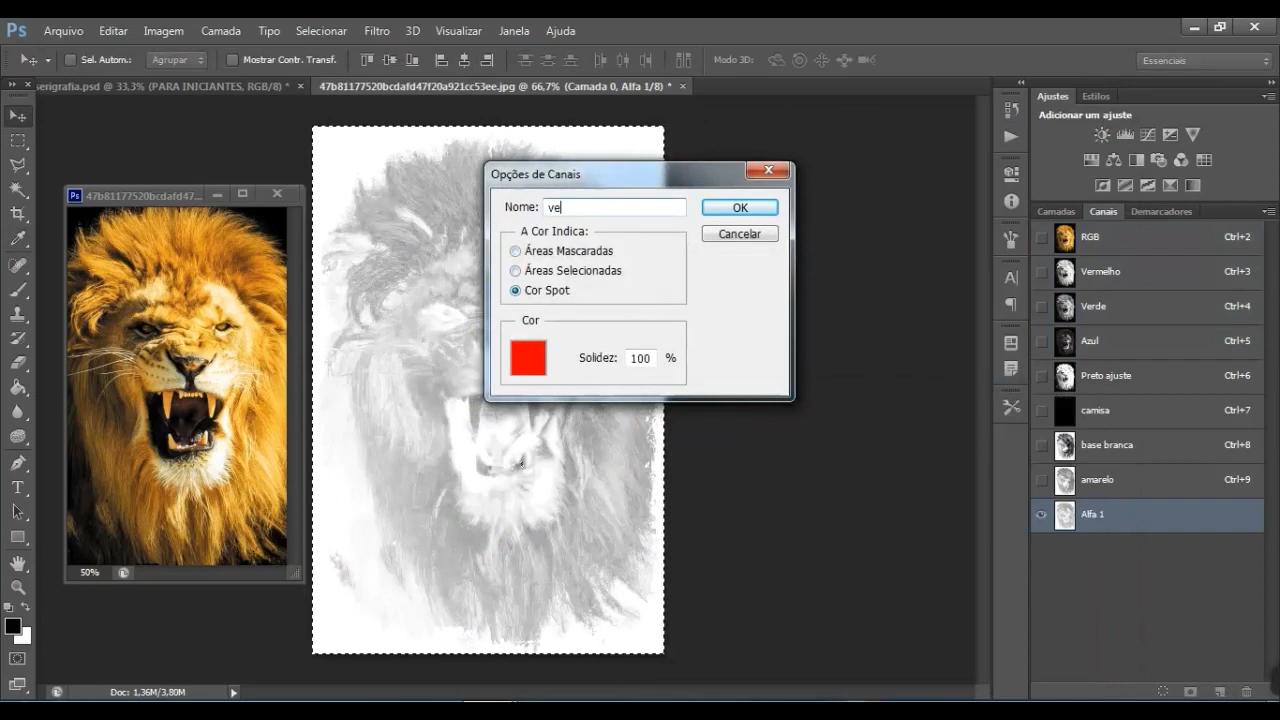 Ps Arquivo Editar Imagem Camada Tipo Selecionar Filtro 3D Visualizar Janela Ajuda
Sel. Autom.: Agrupar Mostrar Contr. Transf. Modo 3D: Essenciais
serigrafia.psd @ 33,3% (PARA INICIANTES, RGB/8) * × 47b81177520bcdafd47f20a921cc53ee.jpg @ 66,7% (Camada 0, Alfa 1/8) * ×
Ajustes Estilos
Adicionar um ajuste
Opções de Canais
Nome: ve OK
A Cor Indica: Cancelar
Áreas Mascaradas
Áreas Selecionadas
Cor Spot
Cor
Solidez: 100 %
Ps 47b81177520bcdafd47...
50%
Camadas Canais Demarcadores
RGB Ctrl+2
Vermelho Ctrl+3
Verde Ctrl+4
Azul Ctrl+5
Preto ajuste Ctrl+6
camisa Ctrl+7
base branca Ctrl+8
amarelo Ctrl+9
Alfa 1
Doc: 1,36M/3,80M